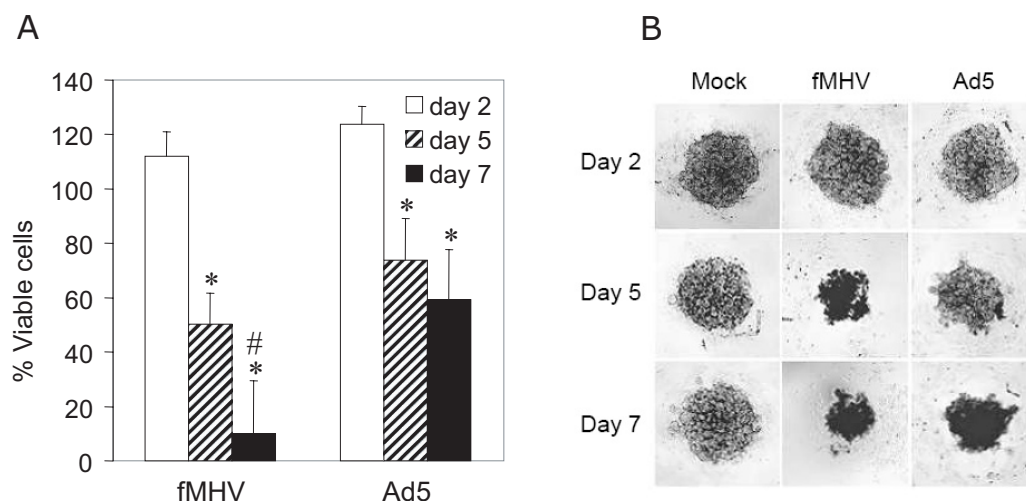 A
% Viable cells
140
120
100
80
60
40
20
0
day 2
day 5
day 7
*
#
*
*
*
fMHV Ad5
B
Mock fMHV Ad5
Day 2
Day 5
Day 7